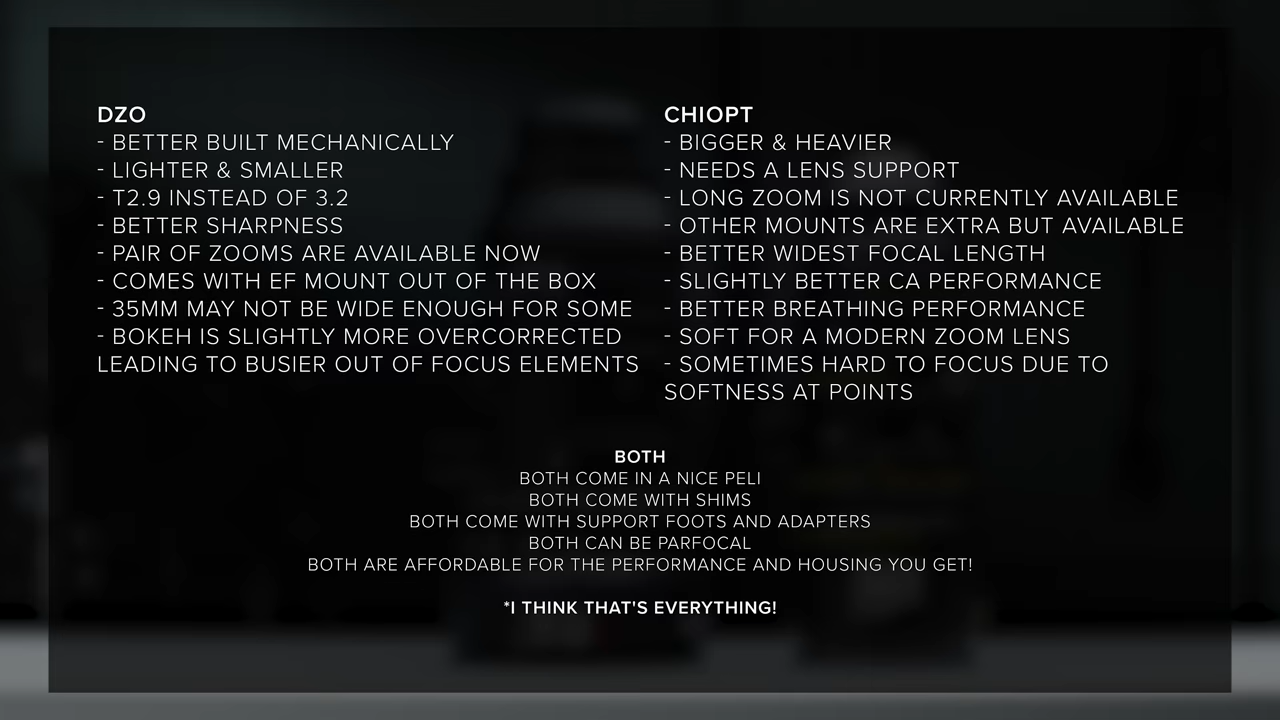 DZO
- BETTER BUILT MECHANICALLY
- LIGHTER & SMALLER
- T2.9 INSTEAD OF 3.2
- BETTER SHARPNESS
- PAIR OF ZOOMS ARE AVAILABLE NOW
- COMES WITH EF MOUNT OUT OF THE BOX
- 35MM MAY NOT BE WIDE ENOUGH FOR SOME
- BOKEH IS SLIGHTLY MORE OVERCORRECTED
LEADING TO BUSIER OUT OF FOCUS ELEMENTS
CHIOPT
- BIGGER & HEAVIER
- NEEDS A LENS SUPPORT
- LONG ZOOM IS NOT CURRENTLY AVAILABLE
- OTHER MOUNTS ARE EXTRA BUT AVAILABLE
- BETTER WIDEST FOCAL LENGTH
- SLIGHTLY BETTER CA PERFORMANCE
- BETTER BREATHING PERFORMANCE
- SOFT FOR A MODERN ZOOM LENS
- SOMETIMES HARD TO FOCUS DUE TO
SOFTNESS AT POINTS
BOTH
BOTH COME IN A NICE PELI
BOTH COME WITH SHIMS
BOTH COME WITH SUPPORT FOOTS AND ADAPTERS
BOTH CAN BE PARFOCAL
BOTH ARE AFFORDABLE FOR THE PERFORMANCE AND HOUSING YOU GET!
*I THINK THAT'S EVERYTHING!